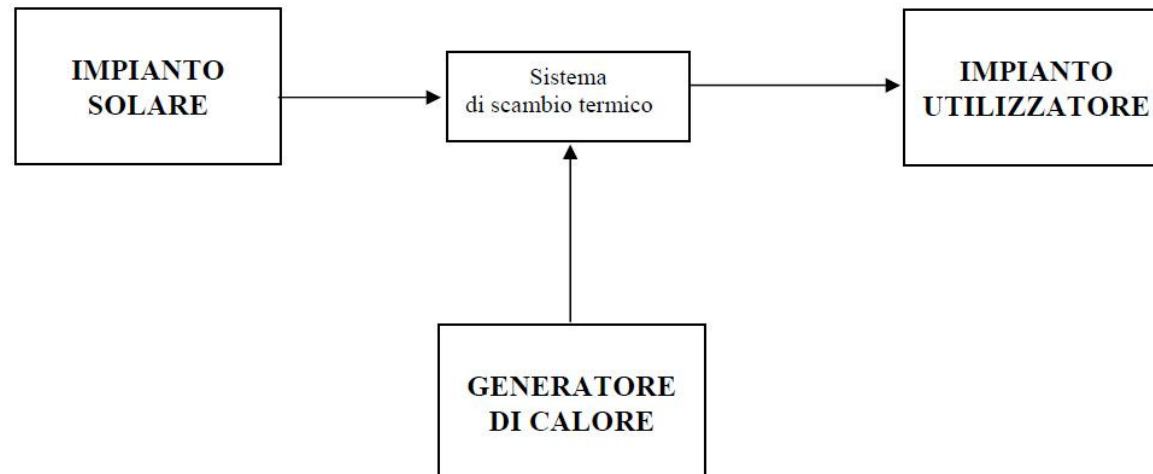 IMPIANTO
SOLARE
Sistema
di scambio termico
IMPIANTO
UTILIZZATORE
GENERATORE
DI CALORE